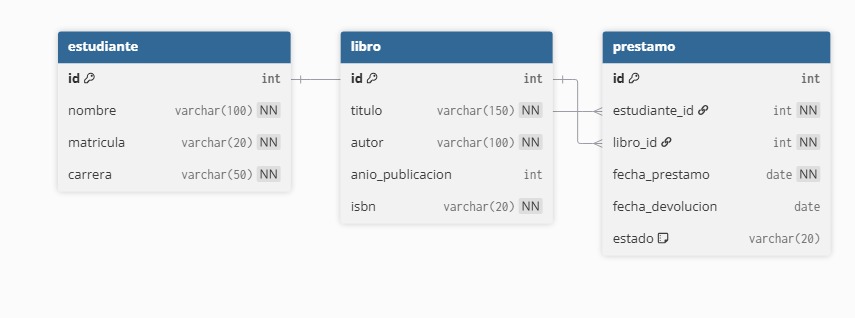 estudiante
id int
nombre varchar(100) NN
matricula varchar(20) NN
carrera varchar(50) NN
libro
id int
titulo varchar(150) NN
autor varchar(100) NN
anio_publicacion int
isbn varchar(20) NN
prestamo
id int
estudiante_id int NN
libro_id int NN
fecha_prestamo date NN
fecha_devolucion date
estado varchar(20)